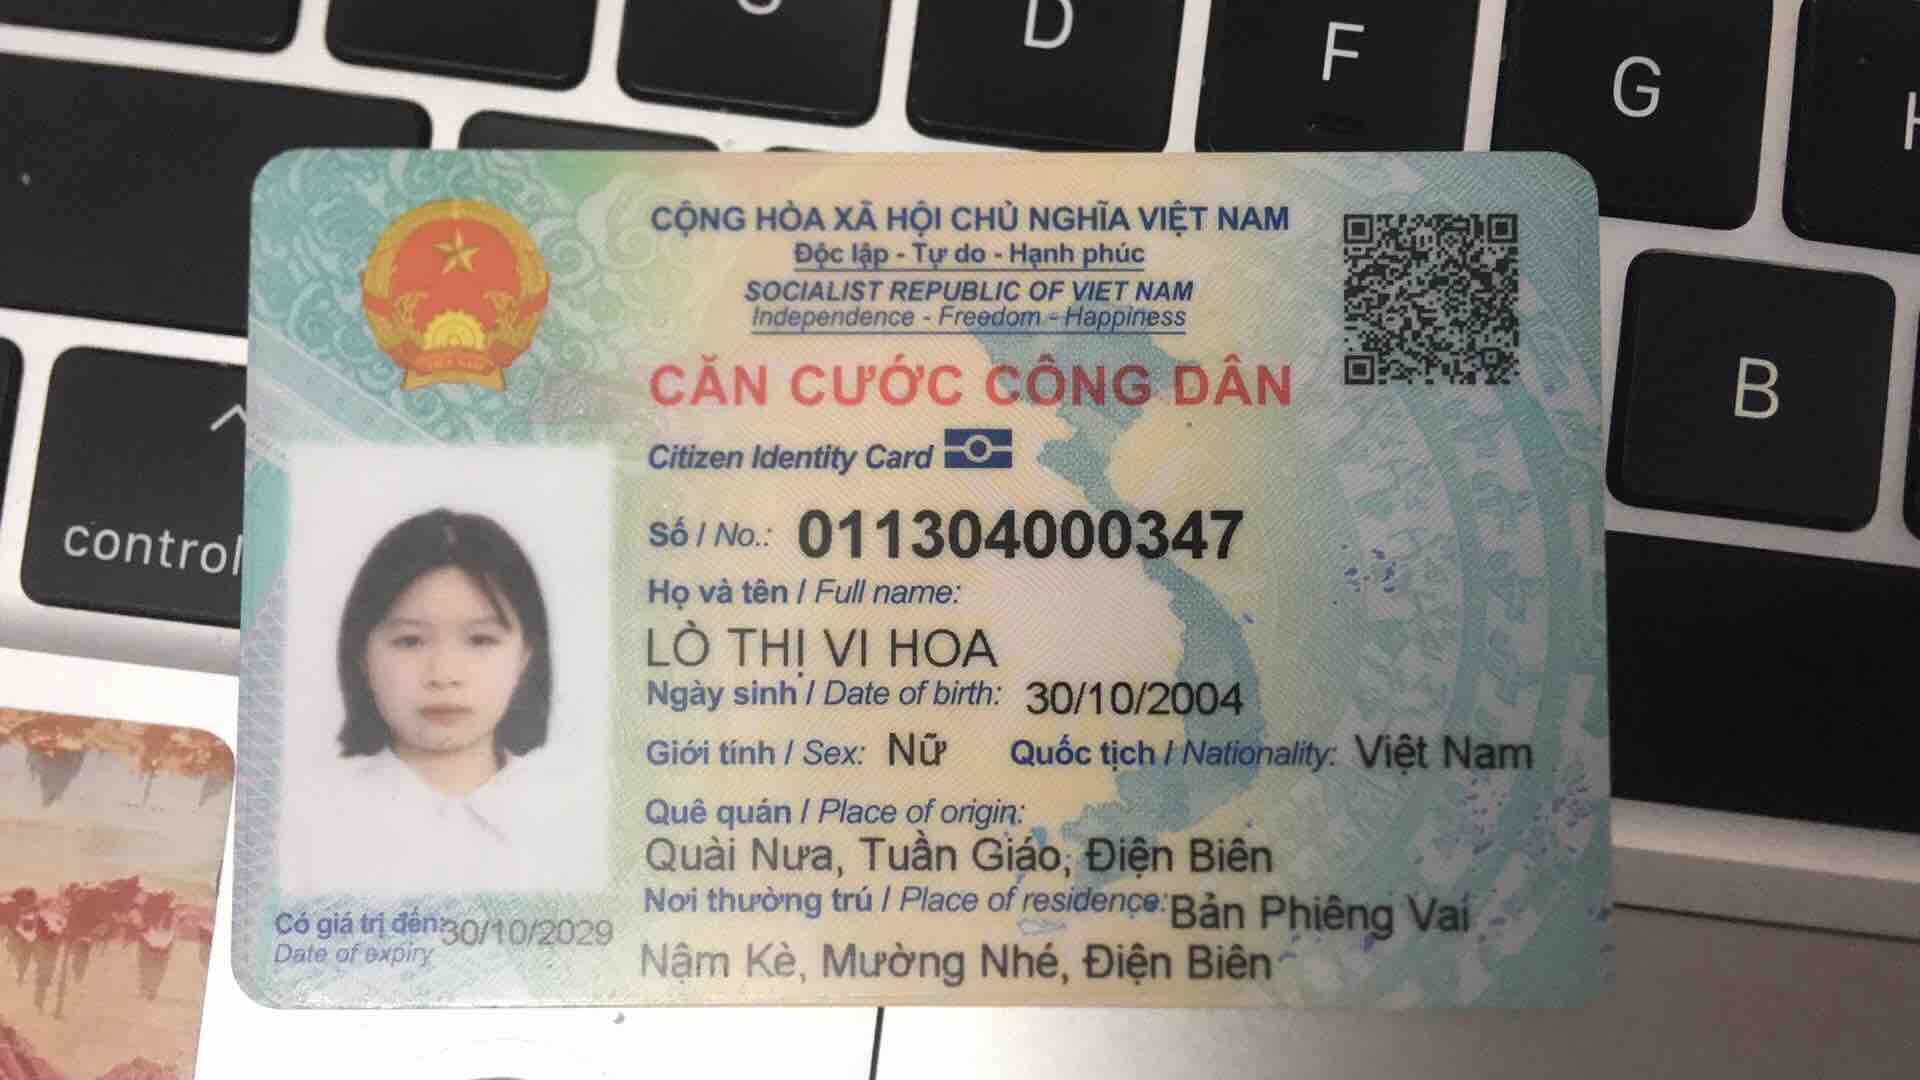 D
F
G
B
control
CỘNG HÒA XÃ HỘI CHỦ NGHĨA VIỆT NAM
Độc lập - Tự do - Hạnh phúc
SOCIALIST REPUBLIC OF VIET NAM
Independence - Freedom - Happiness
CĂN CƯỚC CÔNG DÂN
Citizen Identity Card
Số / No.: 011304000347
Họ và tên / Full name:
LÒ THỊ VI HOA
Ngày sinh / Date of birth: 30/10/2004
Giới tính / Sex: Nữ Quốc tịch / Nationality: Việt Nam
Quê quán / Place of origin:
Quài Nưa, Tuần Giáo, Điện Biên
Nơi thường trú / Place of residence: Bản Phiêng Vai
Nậm Kè, Mường Nhé, Điện Biên
Có giá trị đến: 30/10/2029
Date of expiry